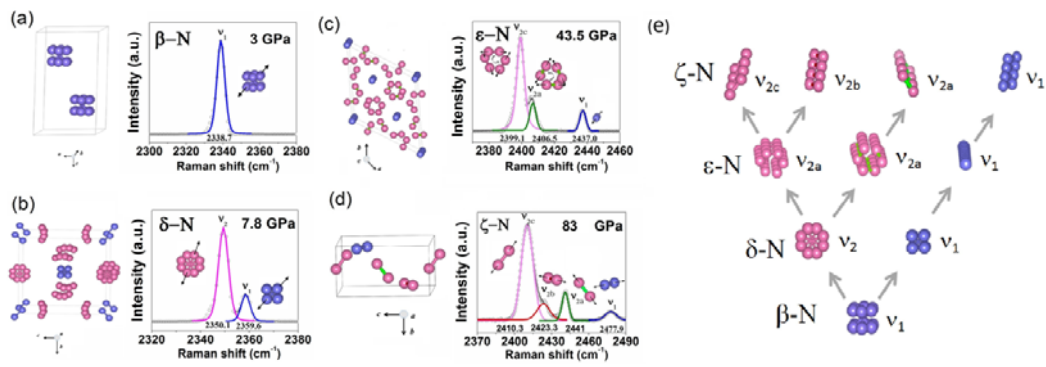 (a)
β-N
ν1
3 GPa
Intensity (a.u.)
2338.7
2300 2320 2340 2360 2380
Raman shift (cm-1)
(b)
δ-N
ν2
7.8 GPa
ν1
Intensity (a.u.)
2350.1 2359.6
2320 2340 2360 2380
Raman shift (cm-1)
(c)
ε-N
ν2c
43.5 GPa
ν2a
ν1
Intensity (a.u.)
2399.1 2406.5 2437.0
2380 2400 2420 2440 2460
Raman shift (cm-1)
(d)
c a
b
ζ-N
ν2c
83 GPa
ν2b
ν2a
ν1
Intensity (a.u.)
2410.3 2423.3 2441 2477.9
2370 2400 2430 2460 2490
Raman shift (cm-1)
(e)
ζ-N
ν2c ν2b ν2a ν1
ε-N
ν2a ν2a ν1
δ-N
ν2 ν1
β-N
ν1